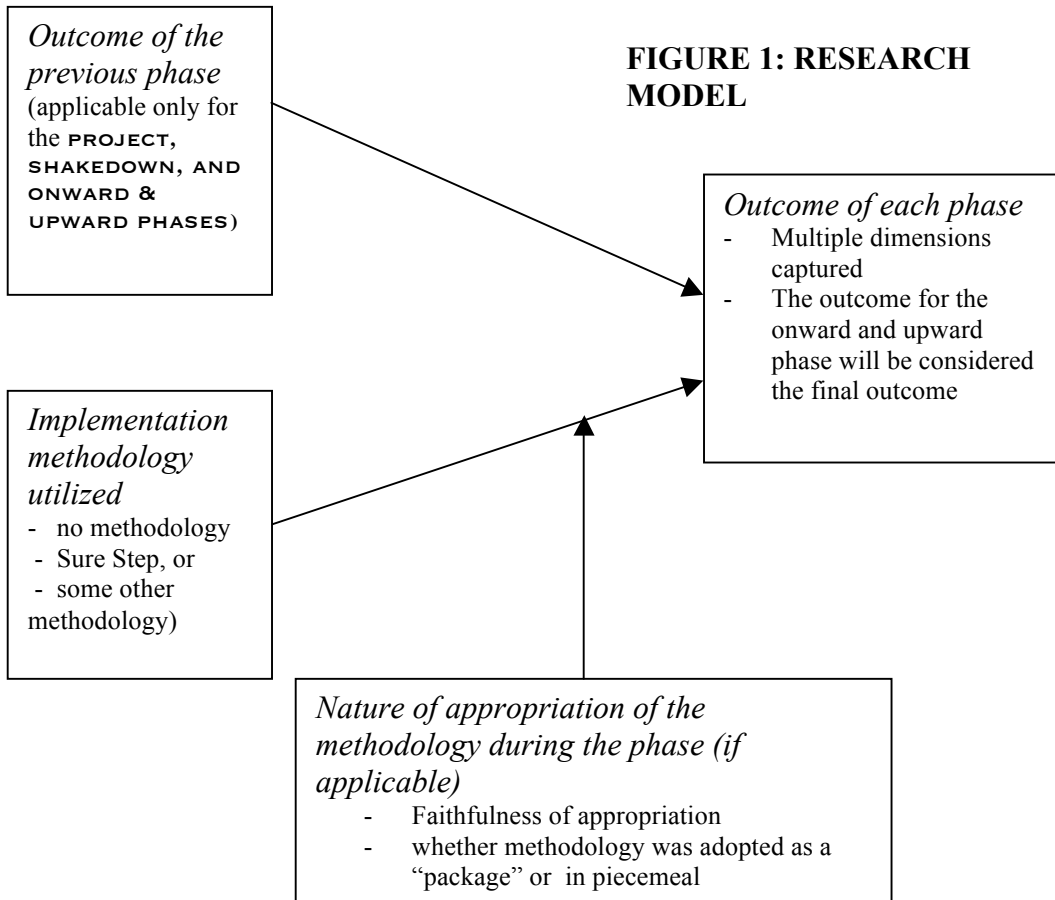 Outcome of the
previous phase
(applicable only for
the PROJECT,
SHAKEDOWN, AND
ONWARD &
UPWARD PHASES)
FIGURE 1: RESEARCH
MODEL
Outcome of each phase
- Multiple dimensions
captured
- The outcome for the
onward and upward
phase will be considered
the final outcome
Implementation
methodology
utilized
- no methodology
- Sure Step, or
- some other
methodology)
Nature of appropriation of the
methodology during the phase (if
applicable)
- Faithfulness of appropriation
- whether methodology was adopted as a
“package” or in piecemeal